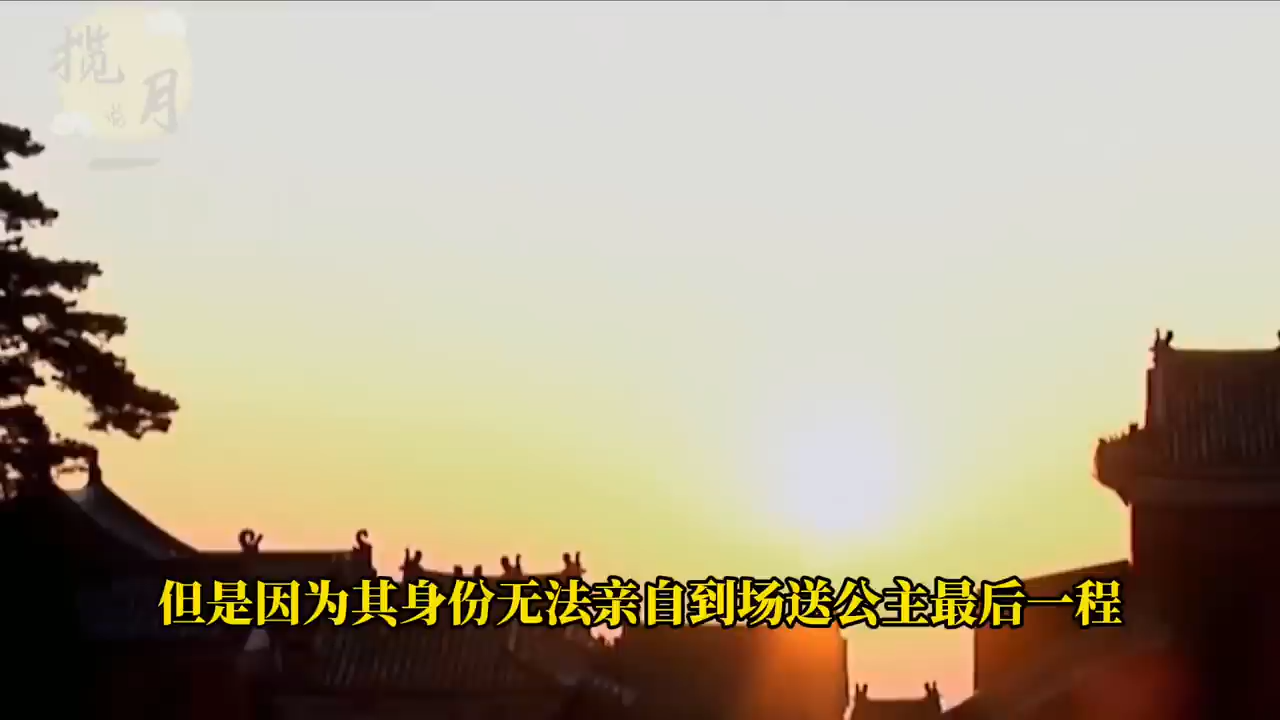 揽月
说
但是因为其身份无法亲自到场送公主最后一程